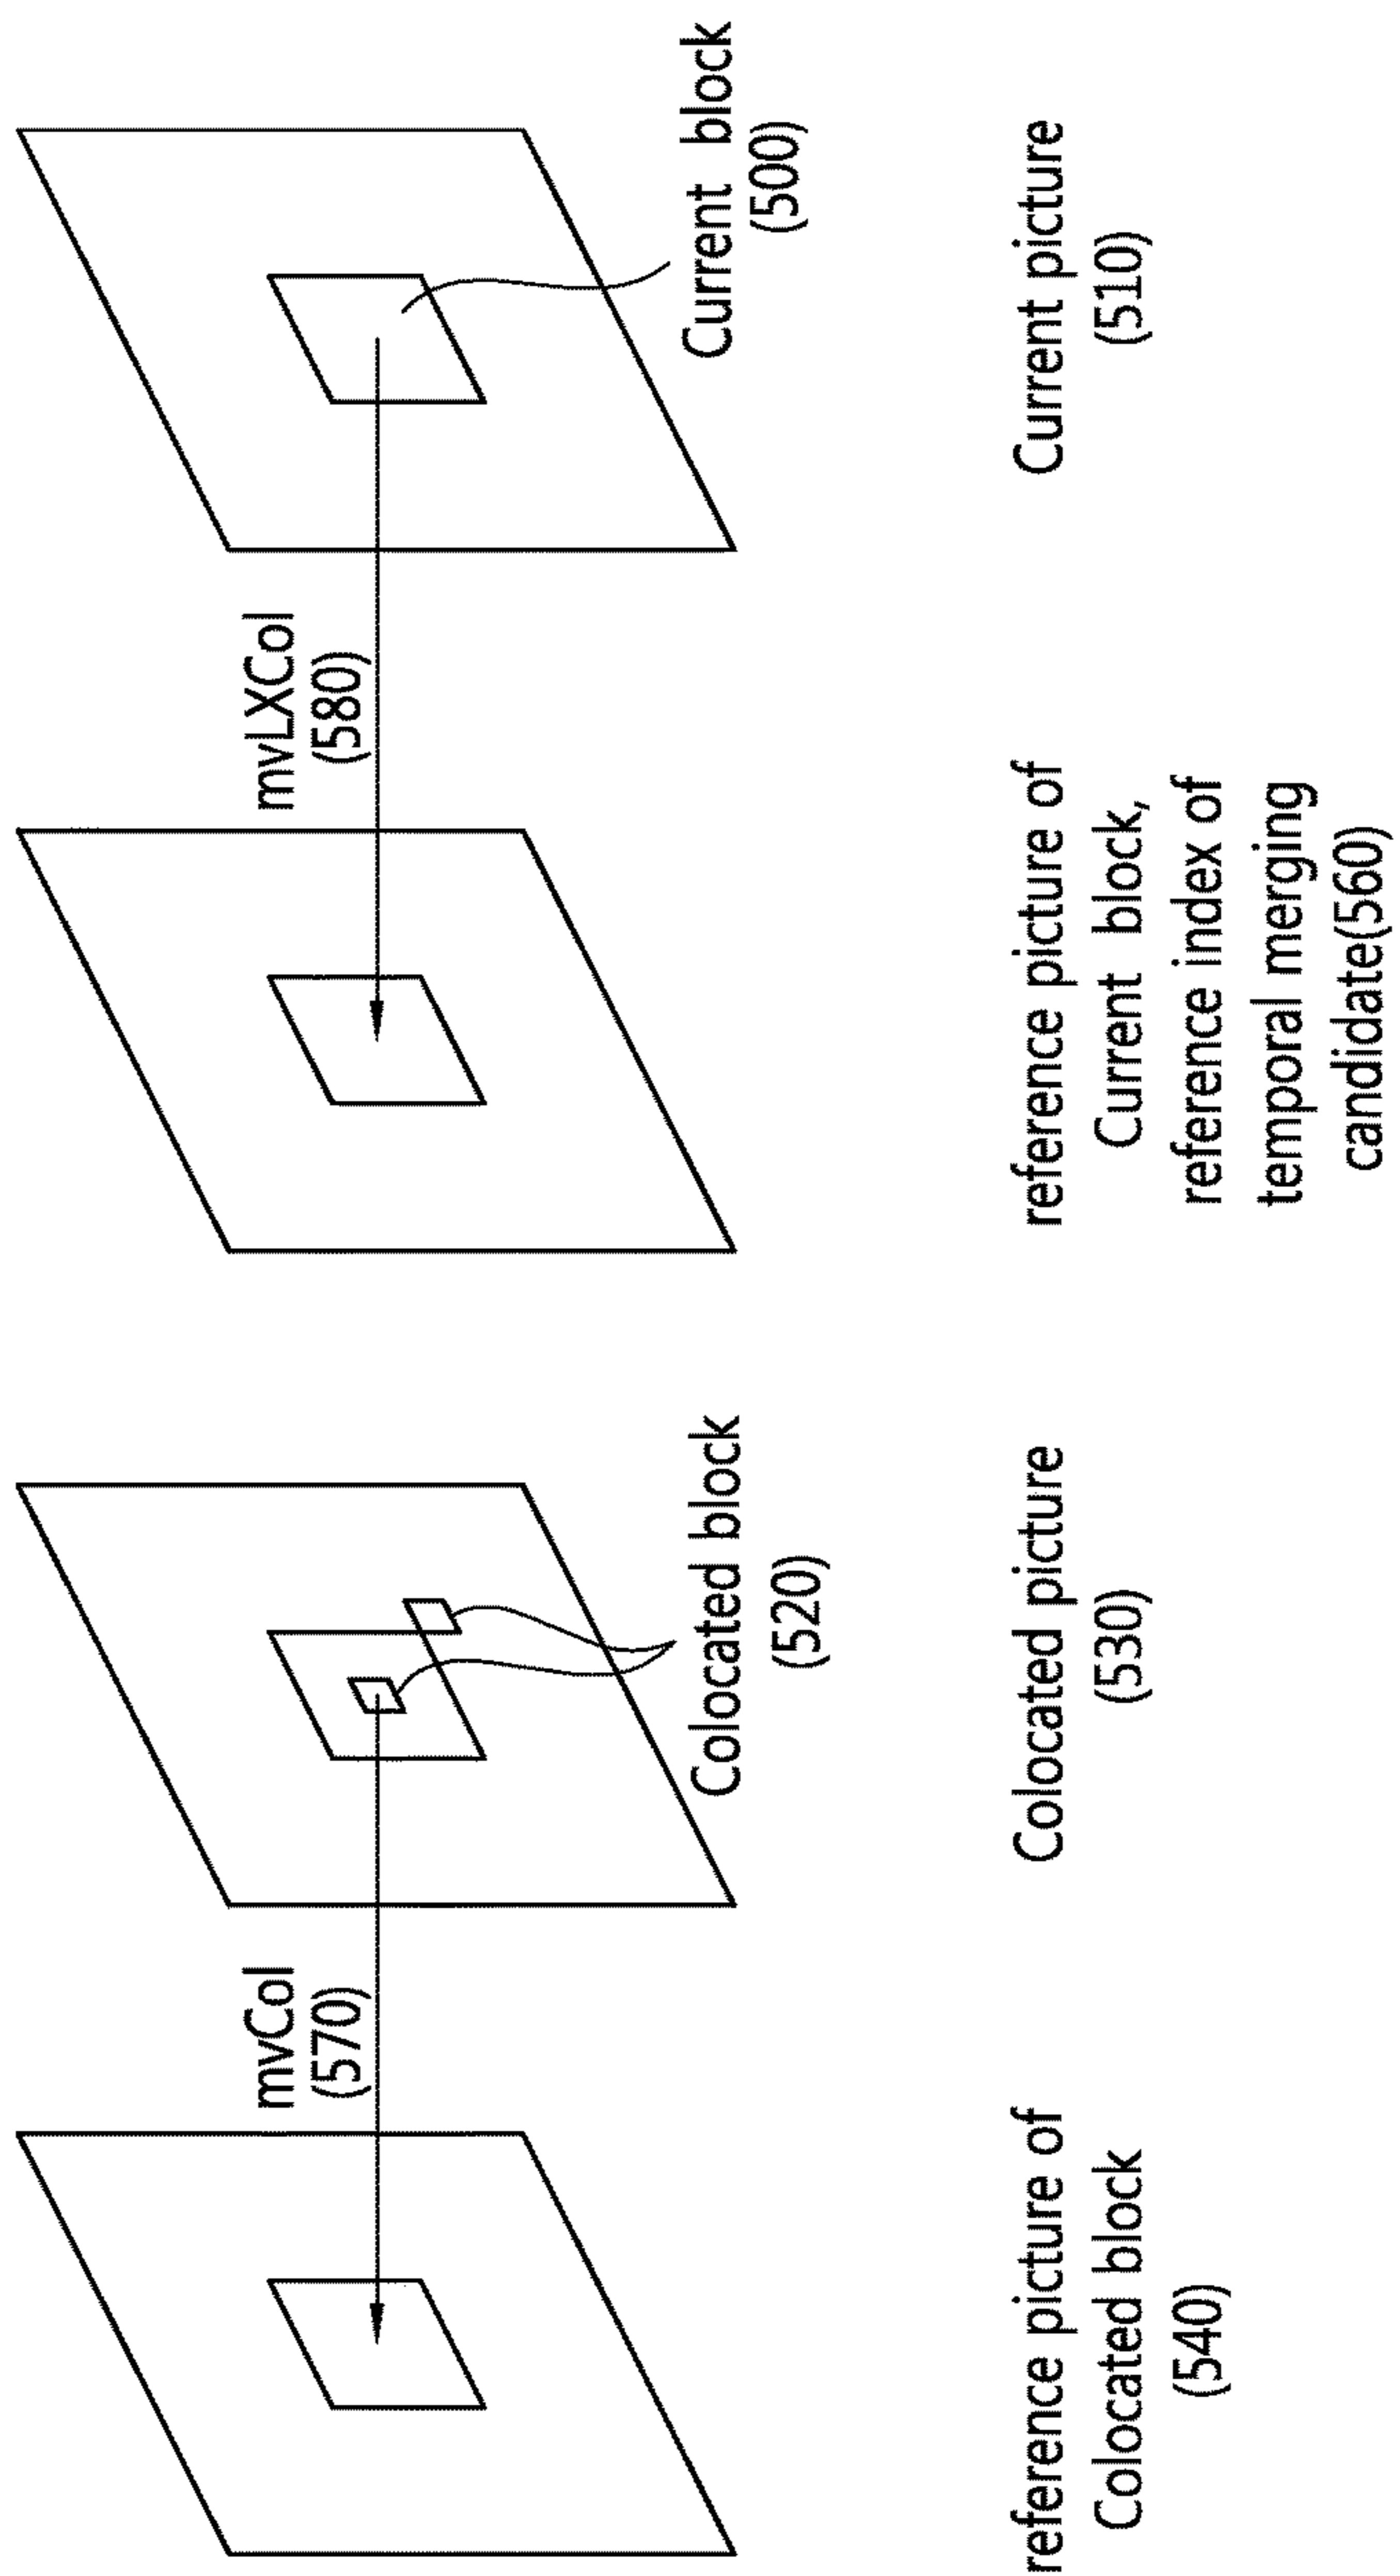 mvCol
(570)
mvLXCol
(580)
Colocated block
(520)
Current block
(500)
reference picture of
Colocated block
(540)
Colocated picture
(530)
reference picture of
Current block,
reference index of
temporal merging
candidate(560)
Current picture
(510)